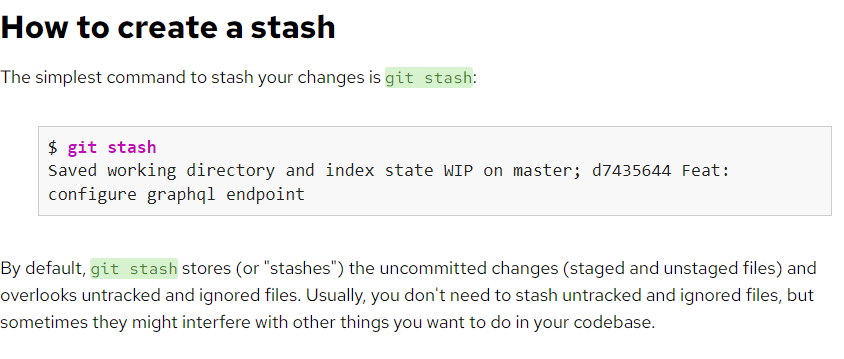 How to create a stash
The simplest command to stash your changes is git stash:
$ git stash
Saved working directory and index state WIP on master; d7435644 Feat:
configure graphql endpoint
By default, git stash stores (or "stashes") the uncommitted changes (staged and unstaged files) and
overlooks untracked and ignored files. Usually, you don't need to stash untracked and ignored files, but
sometimes they might interfere with other things you want to do in your codebase.